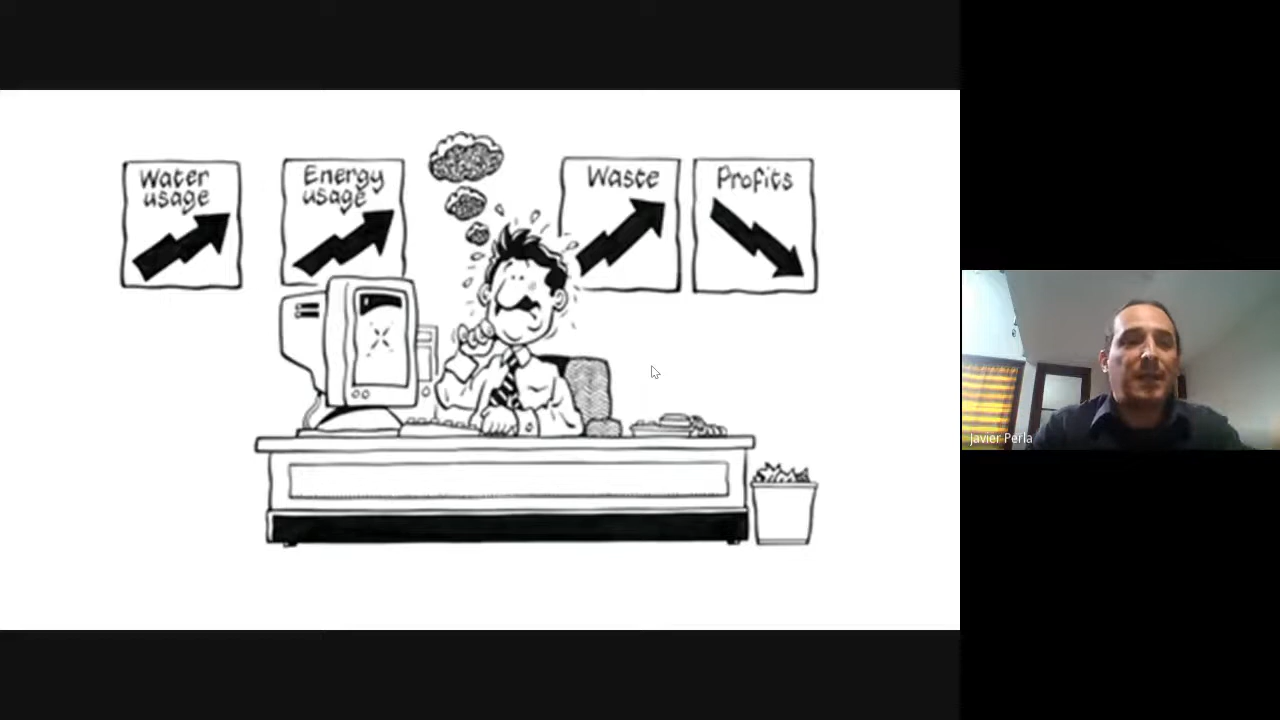 Water
usage
Energy
usage
Waste
Profits
Javier Perla